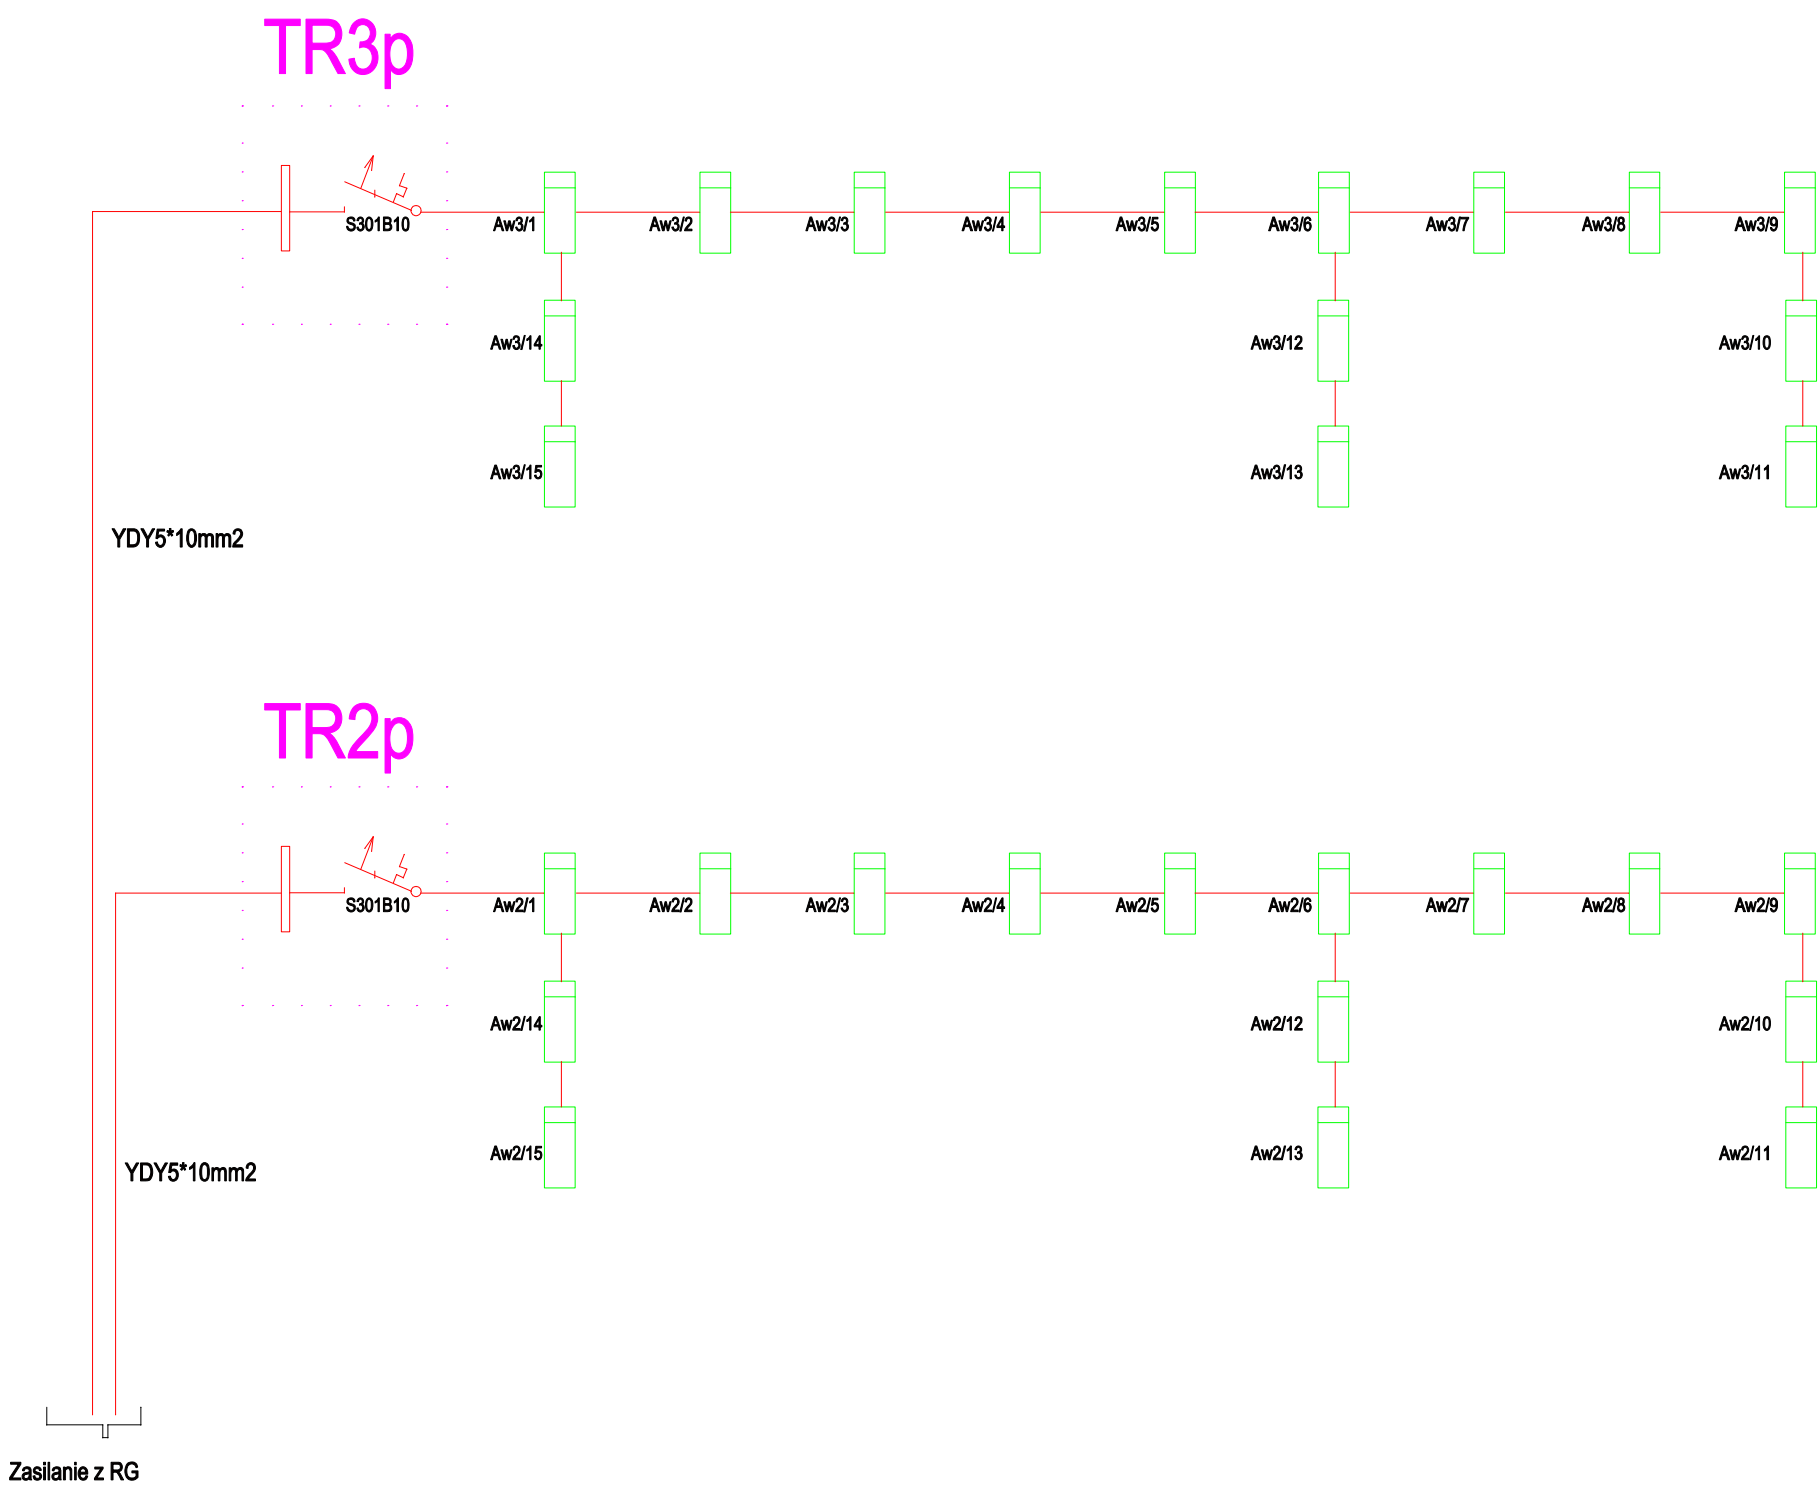 TR3p
S301B10
Aw3/1 Aw3/2 Aw3/3 Aw3/4 Aw3/5 Aw3/6 Aw3/7 Aw3/8 Aw3/9
Aw3/14 Aw3/12 Aw3/10
Aw3/15 Aw3/13 Aw3/11
YDY5*10mm2
TR2p
S301B10
Aw2/1 Aw2/2 Aw2/3 Aw2/4 Aw2/5 Aw2/6 Aw2/7 Aw2/8 Aw2/9
Aw2/14 Aw2/12 Aw2/10
Aw2/15 Aw2/13 Aw2/11
YDY5*10mm2
Zasilanie z RG